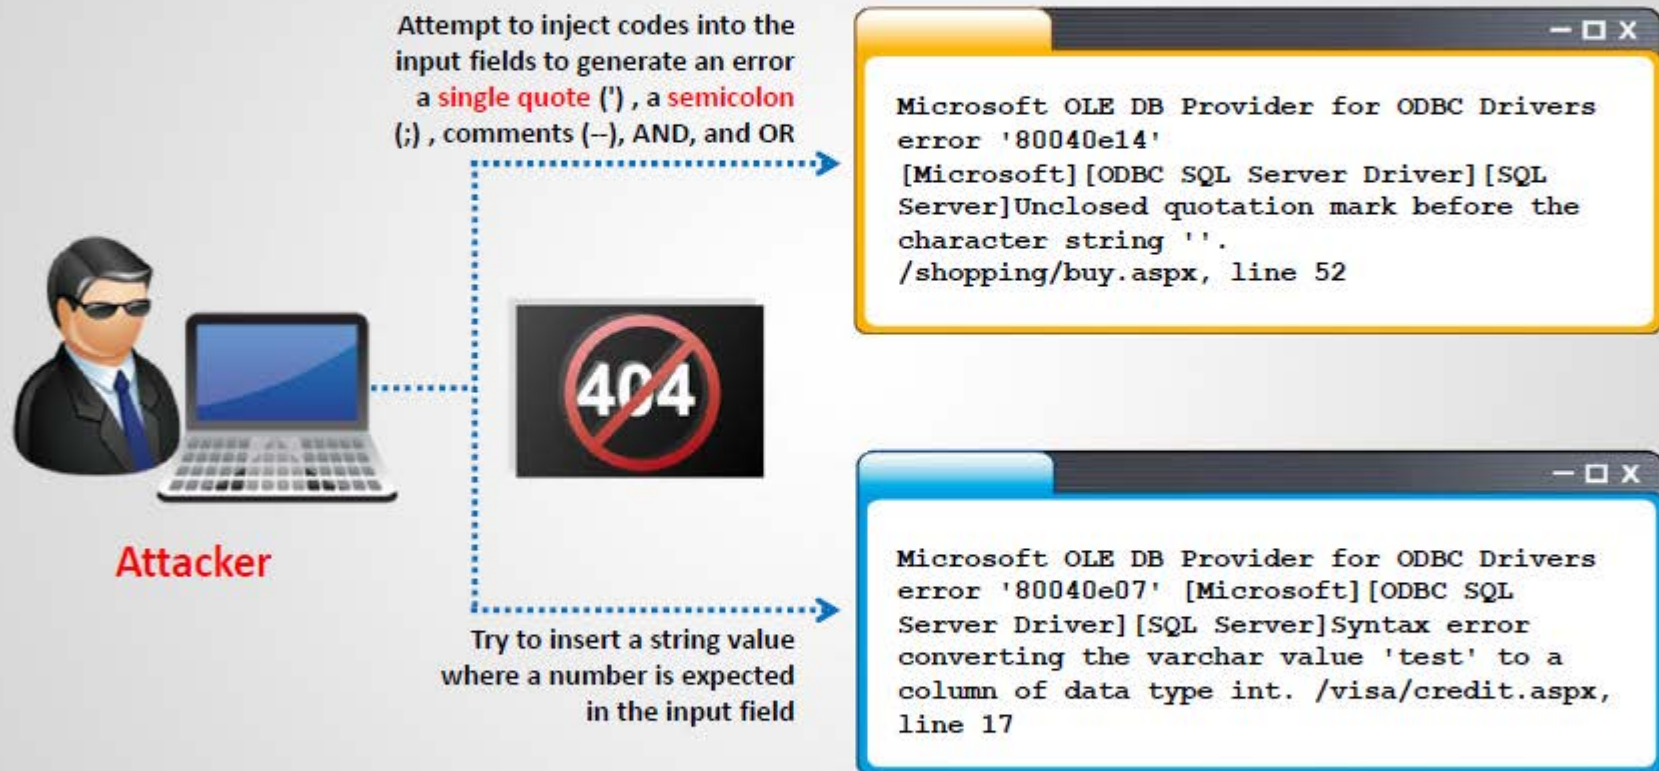 Attempt to inject codes into the
input fields to generate an error
a single quote (') , a semicolon
(;) , comments (--), AND, and OR
Microsoft OLE DB Provider for ODBC Drivers
error '80040e14'
[Microsoft][ODBC SQL Server Driver][SQL
Server]Unclosed quotation mark before the
character string ''.
/shopping/buy.aspx, line 52
404
Attacker
Try to insert a string value
where a number is expected
in the input field
Microsoft OLE DB Provider for ODBC Drivers
error '80040e07' [Microsoft][ODBC SQL
Server Driver][SQL Server]Syntax error
converting the varchar value 'test' to a
column of data type int. /visa/credit.aspx,
line 17